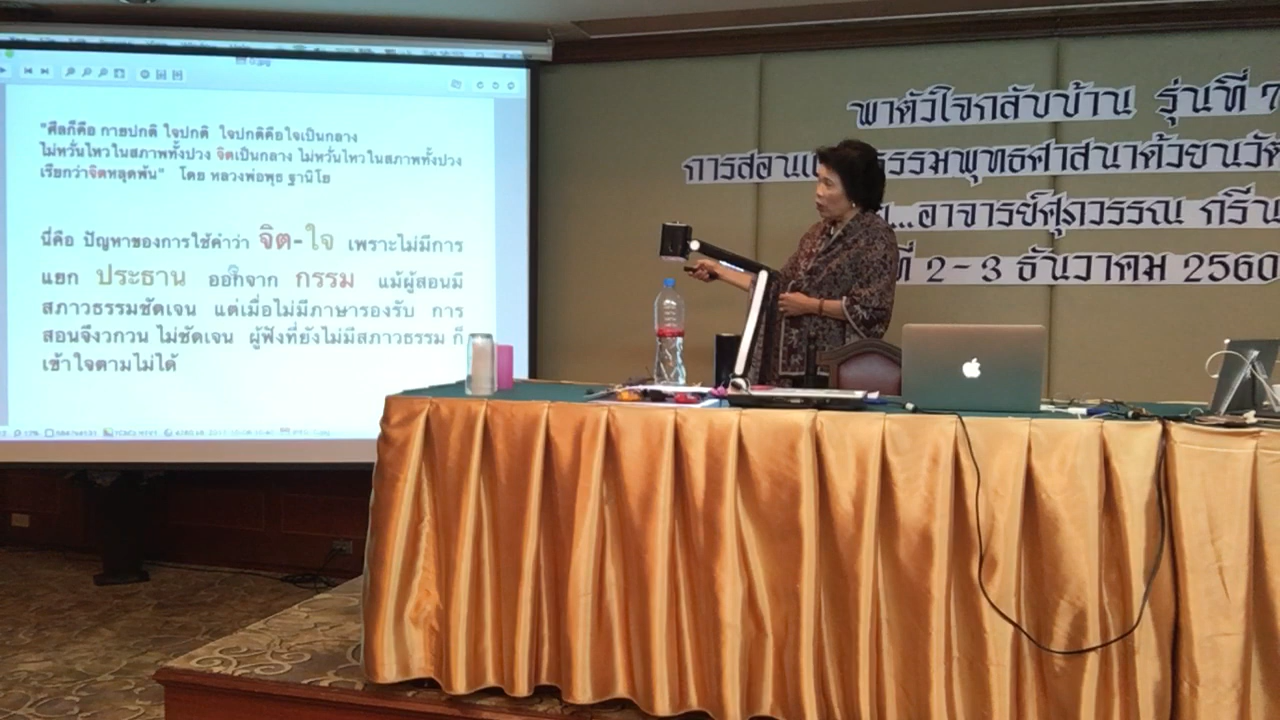 "ศีลก็คือ กายปกติ ใจปกติ ใจปกติคือใจเป็นกลาง
ไม่หวั่นไหวในสภาพทั้งปวง จิตเป็นกลาง ไม่หวั่นไหวในสภาพทั้งปวง
เรียกว่าจิตหลุดพ้น" โดย หลวงพ่อพุธ ฐานิโย
นี่คือ ปัญหาของการใช้คำว่า จิต-ใจ เพราะไม่มีการ
แยก ประธาน ออกจาก กรรม แม้ผู้สอนมี
สภาวธรรมชัดเจน แต่เมื่อไม่มีภาษารองรับ การ
สอนจึงวกวน ไม่ชัดเจน ผู้ฟังที่ยังไม่มีสภาวธรรม ก็
เข้าใจตามไม่ได้
พาตัวใจกลับบ้าน รุ่นที่ 7
การสอน รรมพุทธศาสนาด้วยนวั
...อาจารย์ศุภวรรณ กรีน
ที่ 2 - 3 ธันวาคม 2560